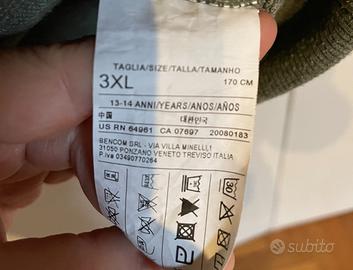 TAGLIA/SIZE/TALLA/TAMANHO
3XL 170 CM
13-14 ANNI/YEARS/ANOS/AÑOS
中国 대한민국
US RN 64961 CA 07697 20080183
BENCOM SRL - VIA VILLA MINELLI,1
31050 PONZANO VENETO TREVISO ITALIA
P.iva 03490770264
30
subito